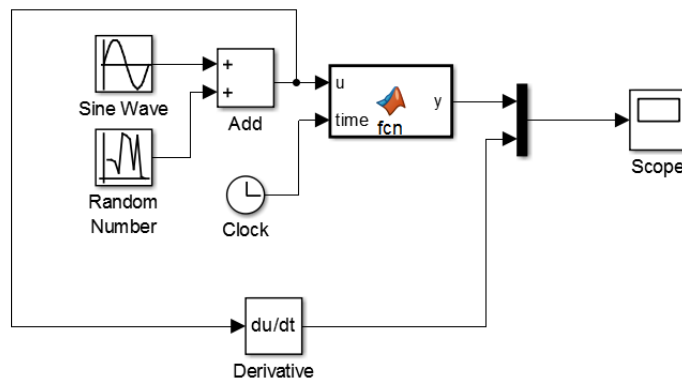 +
+
Sine Wave
Add
u
time
y
fcn
Random
Number
Clock
Scope
du/dt
Derivative